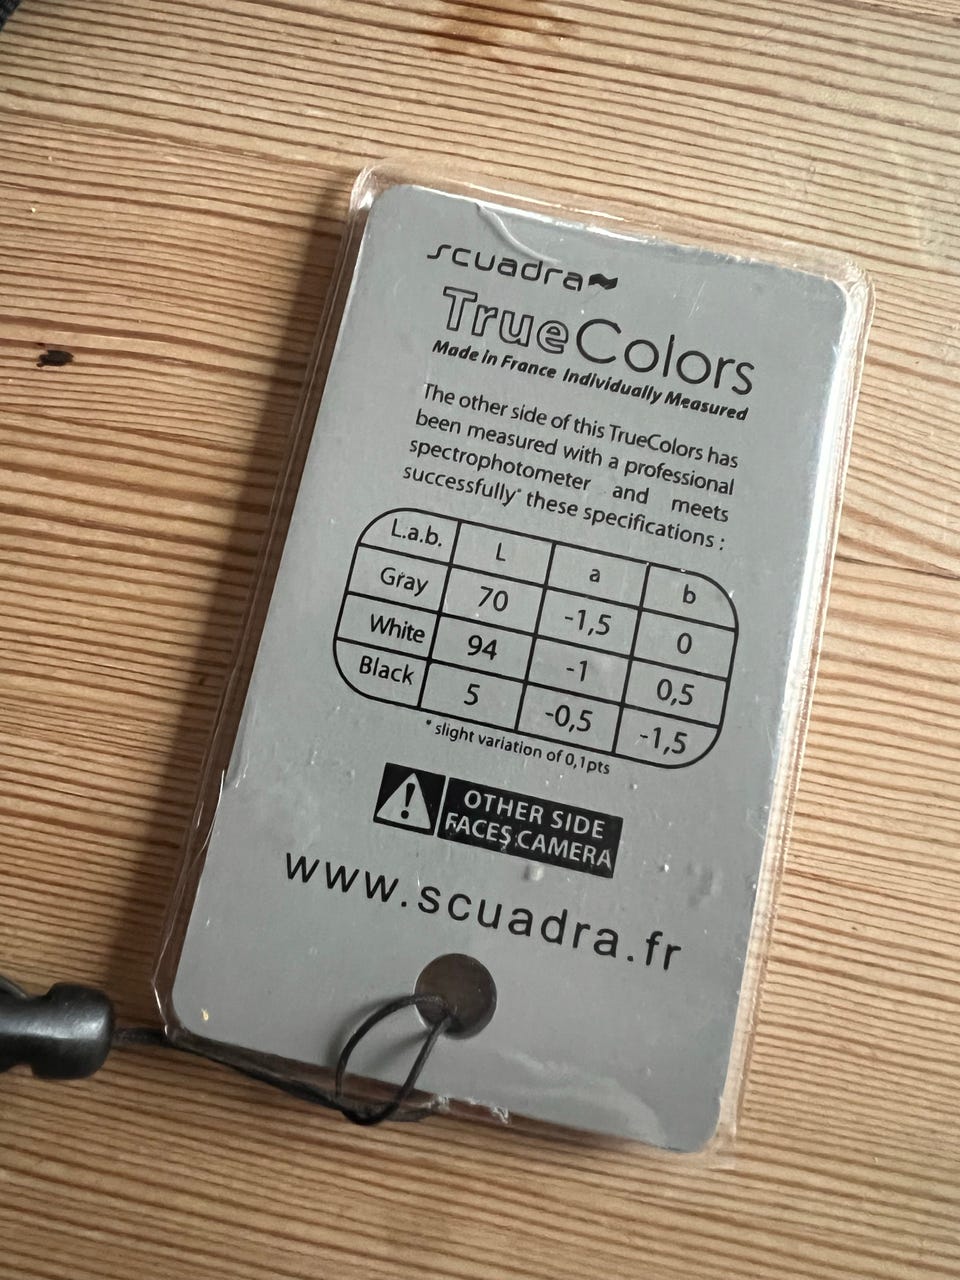 scuadra
TrueColors
Made in France Individually Measured
The other side of this TrueColors has
been measured with a professional
spectrophotometer and meets
successfully* these specifications :
L.a.b. L a b
Gray 70 -1,5 0
White 94 -1 0,5
Black 5 -0,5 -1,5
* slight variation of 0,1pts
OTHER SIDE
FACES CAMERA
www.scuadra.fr